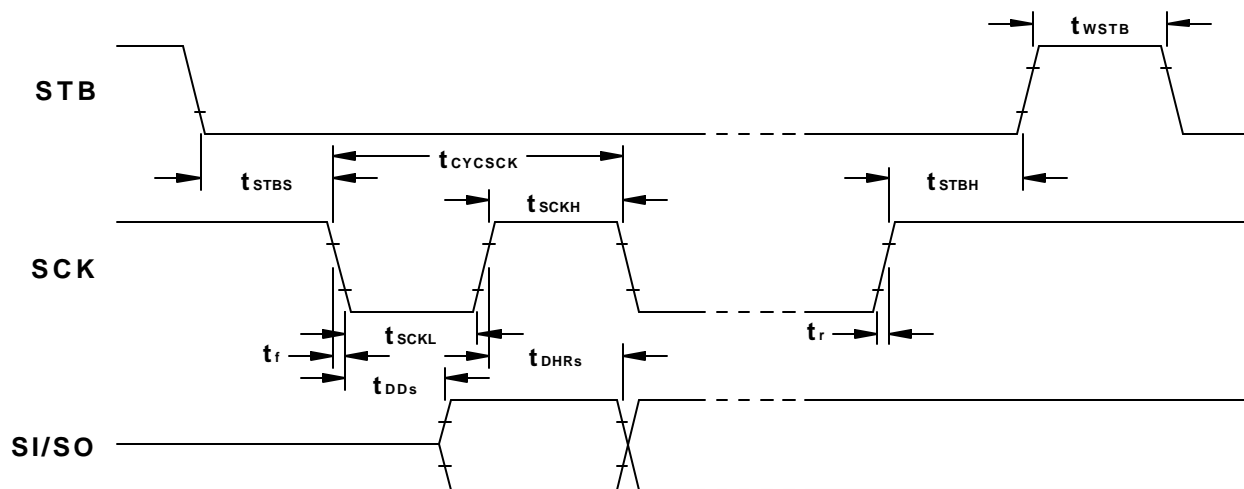 tWSTB
STB
tCYCSCK
tSTBS
tSTBH
tSCKH
SCK
tSCKL
tr
tf
tDHRs
tDDs
SI/SO